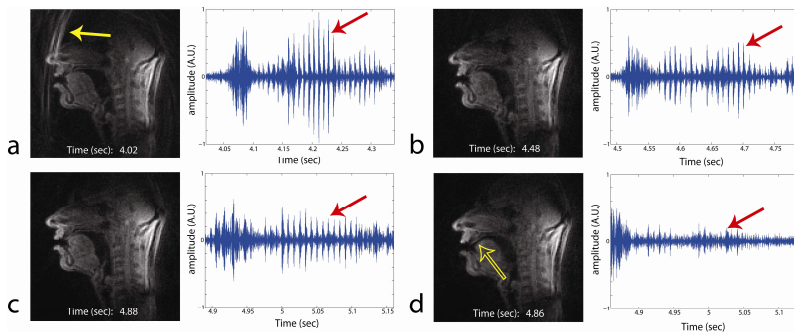 a
Time (sec): 4.02
amplitude (A.U.)
1
0
-1
4.05 4.1 4.15 4.2 4.25 4.3
Time (sec)
b
Time (sec): 4.48
amplitude (A.U.)
1
0
-1
4.5 4.55 4.6 4.65 4.7 4.75
Time (sec)
c
Time (sec): 4.88
amplitude (A.U.)
1
0
-1
4.9 4.95 5 5.05 5.1 5.15
Time (sec)
d
Time (sec): 4.86
amplitude (A.U.)
1
0
-1
4.9 4.95 5 5.05 5.1
Time (sec)